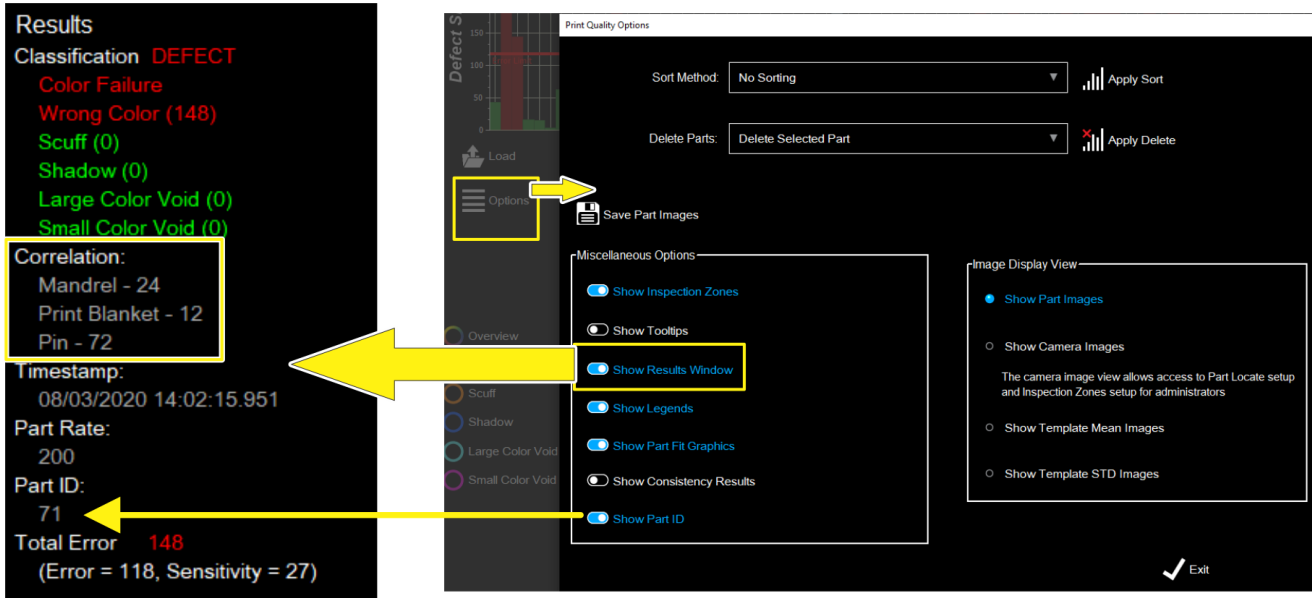 Results
Classification DEFECT
Color Failure
Wrong Color (148)
Scuff (0)
Shadow (0)
Large Color Void (0)
Small Color Void (0)
Correlation:
Mandrel - 24
Print Blanket - 12
Pin - 72
Timestamp:
08/03/2020 14:02:15.951
Part Rate:
200
Part ID:
71
Total Error 148
(Error = 118, Sensitivity = 27)
Defect S
150
100
50
0
Load
Options
Overview
Scuff
Shadow
Large Color Void
Small Color Void
Print Quality Options
Sort Method: No Sorting Apply Sort
Delete Parts: Delete Selected Part Apply Delete
Save Part Images
Miscellaneous Options
Show Inspection Zones
Show Tooltips
Show Results Window
Show Legends
Show Part Fit Graphics
Show Consistency Results
Show Part ID
Image Display View
Show Part Images
Show Camera Images
The camera image view allows access to Part Locate setup
and Inspection Zones setup for administrators
Show Template Mean Images
Show Template STD Images
Exit